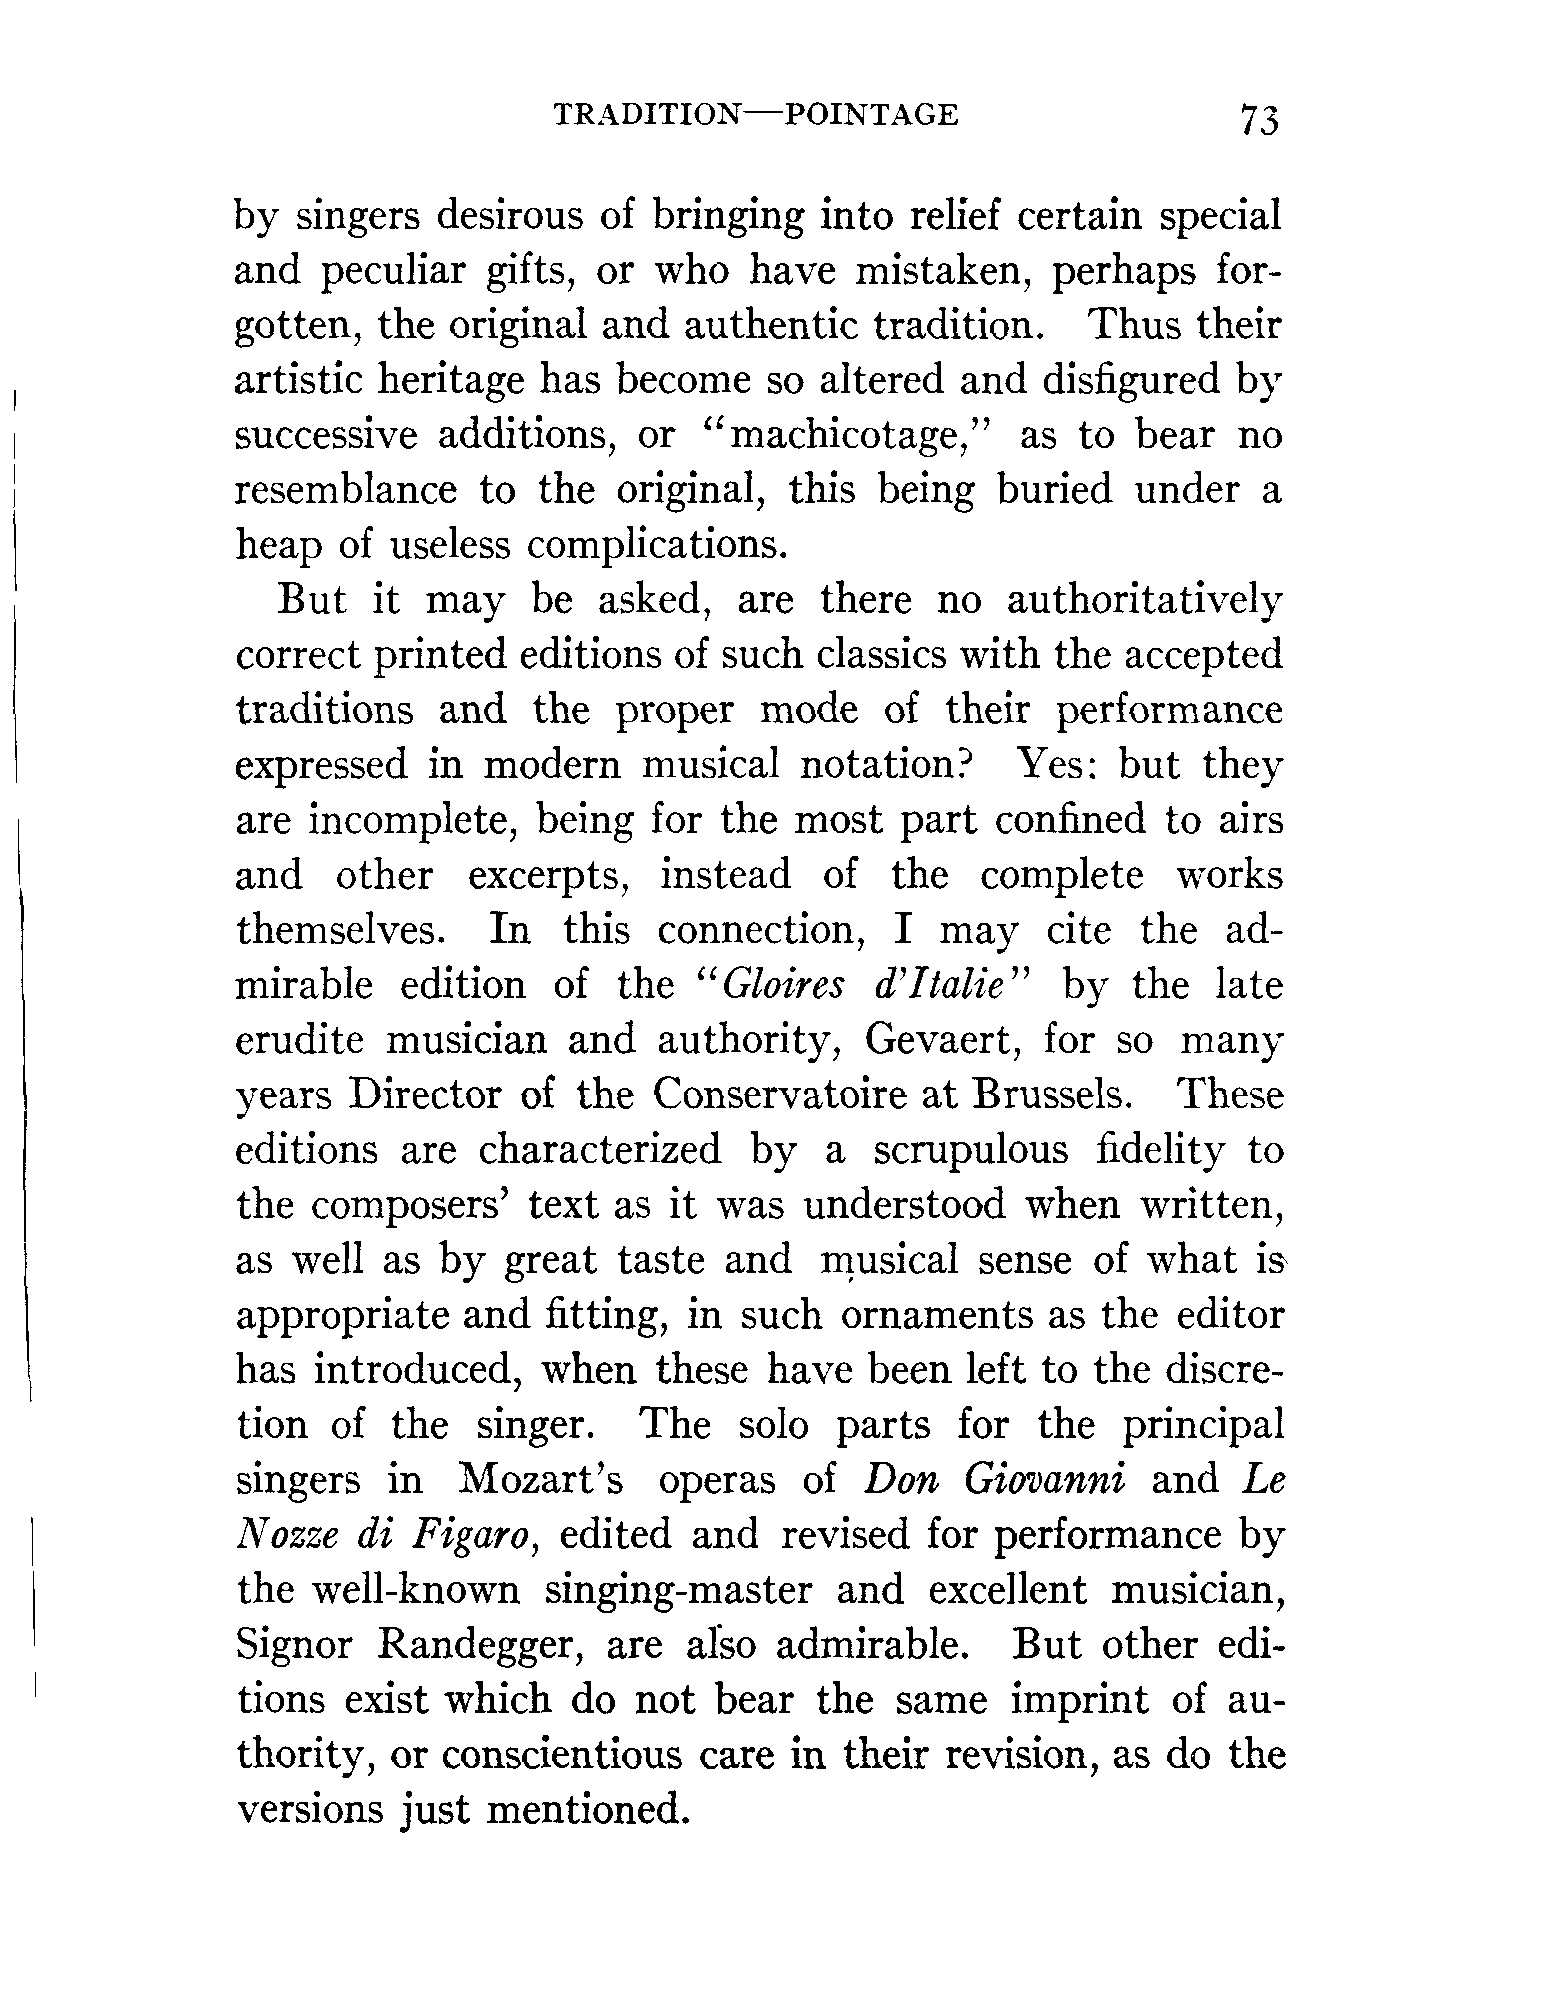 TRADITION—POINTAGE 73
by singers desirous of bringing into relief certain special
and peculiar gifts, or who have mistaken, perhaps for-
gotten, the original and authentic tradition. Thus their
artistic heritage has become so altered and disfigured by
successive additions, or “machicotage,” as to bear no
resemblance to the original, this being buried under a
heap of useless complications.
But it may be asked, are there no authoritatively
correct printed editions of such classics with the accepted
traditions and the proper mode of their performance
expressed in modern musical notation? Yes: but they
are incomplete, being for the most part confined to airs
and other excerpts, instead of the complete works
themselves. In this connection, I may cite the ad-
mirable edition of the “Gloires d’Italie” by the late
erudite musician and authority, Gevaert, for so many
years Director of the Conservatoire at Brussels. These
editions are characterized by a scrupulous fidelity to
the composers’ text as it was understood when written,
as well as by great taste and musical sense of what is
appropriate and fitting, in such ornaments as the editor
has introduced, when these have been left to the discre-
tion of the singer. The solo parts for the principal
singers in Mozart’s operas of Don Giovanni and Le
Nozze di Figaro, edited and revised for performance by
the well-known singing-master and excellent musician,
Signor Randegger, are also admirable. But other edi-
tions exist which do not bear the same imprint of au-
thority, or conscientious care in their revision, as do the
versions just mentioned.